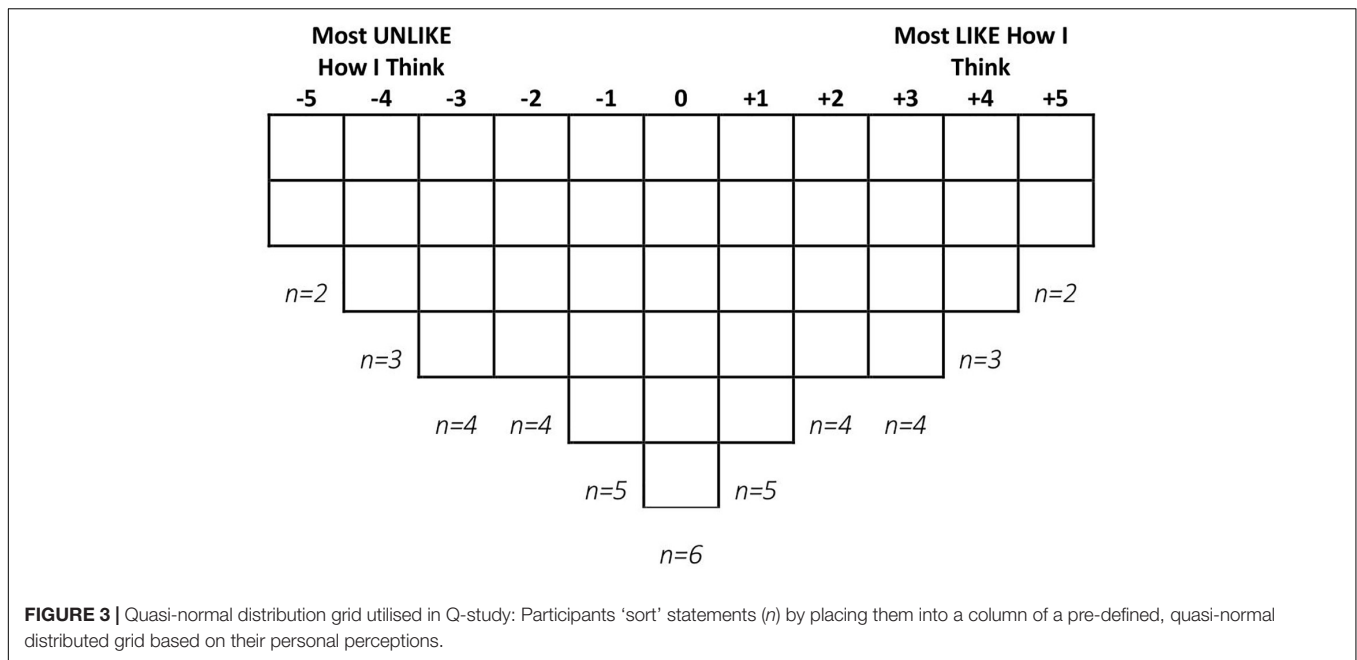 Most UNLIKE
How I Think
Most LIKE How I
Think
-5 -4 -3 -2 -1 0 +1 +2 +3 +4 +5
n=2 n=2
n=3 n=3
n=4 n=4 n=4 n=4
n=5 n=5
n=6
FIGURE 3 | Quasi-normal distribution grid utilised in Q-study: Participants ‘sort’ statements (n) by placing them into a column of a pre-defined, quasi-normal
distributed grid based on their personal perceptions.